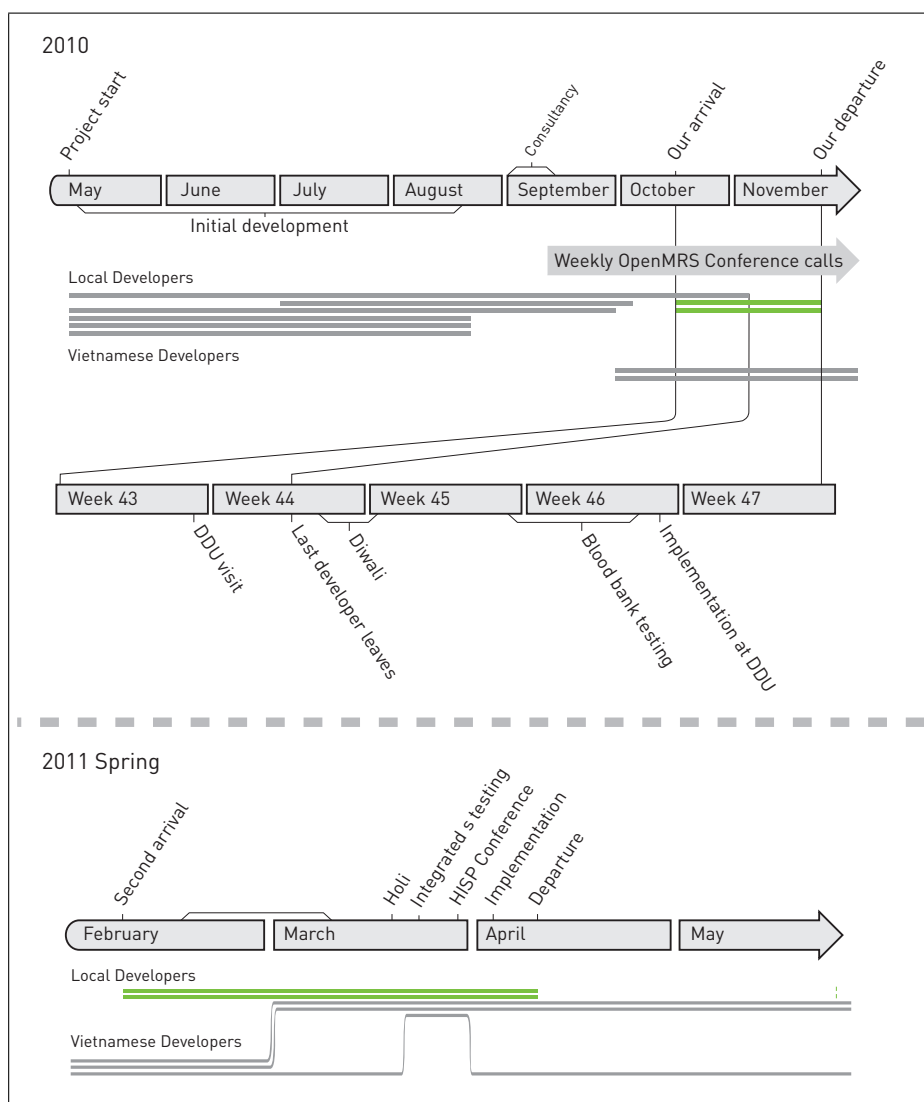 2010
Project start
Consultancy
Our arrival
Our departure
May
June
July
August
September
October
November
Initial development
Weekly OpenMRS Conference calls
Local Developers
Vietnamese Developers
Week 43
Week 44
Week 45
Week 46
Week 47
DDU visit
Last developer leaves
Diwali
Blood bank testing
Implementation at DDU
2011 Spring
Second arrival
Holi
Integrated s testing
HISP Conference
Implementation
Departure
February
March
April
May
Local Developers
Vietnamese Developers